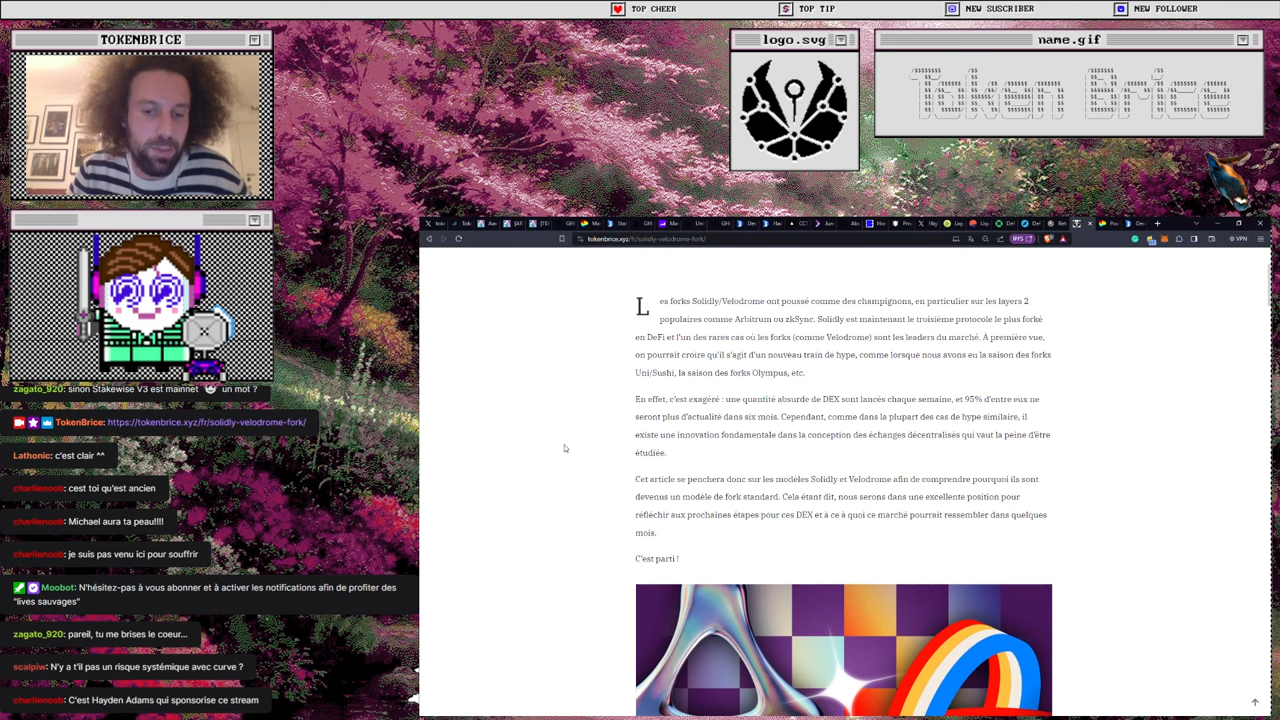 TOP CHEER
TOP TIP
NEW SUSCRIBER
NEW FOLLOWER
TOKENBRICE
logo.svg
name.gif
tokenbrice.xyz/fr/solidly-velodrome-fork/
IPFS
VPN
Les forks Solidly/Velodrome ont poussé comme des champignons, en particulier sur les layers 2
populaires comme Arbitrum ou zkSync. Solidly est maintenant le troisième protocole le plus forké
en DeFi et l'un des rares cas où les forks (comme Velodrome) sont les leaders du marché. À première vue,
on pourrait croire qu'il s'agit d'un nouveau train de hype, comme lorsque nous avons eu la saison des forks
Uni/Sushi, la saison des forks Olympus, etc.
En effet, c'est exagéré : une quantité absurde de DEX sont lancés chaque semaine, et 95% d'entre eux ne
seront plus d'actualité dans six mois. Cependant, comme dans la plupart des cas de hype similaire, il
existe une innovation fondamentale dans la conception des échanges décentralisés qui vaut la peine d'être
étudiée.
Cet article se penchera donc sur les modèles Solidly et Velodrome afin de comprendre pourquoi ils sont
devenus un modèle de fork standard. Cela étant dit, nous serons dans une excellente position pour
réfléchir aux prochaines étapes pour ces DEX et à ce à quoi ce marché pourrait ressembler dans quelques
mois.
C'est parti !
zagato_920: sinon Stakewise V3 est mainnet un mot ?
TokenBrice: https://tokenbrice.xyz/fr/solidly-velodrome-fork/
Lathonic: c'est clair ^^
charlienoob: cest toi qu'est ancien
charlienoob: Michael aura ta peau!!!!
charlienoob: je suis pas venu ici pour souffrir
Moobot: N'hésitez-pas à vous abonner et à activer les notifications afin de profiter des
"lives sauvages"
zagato_920: pareil, tu me brises le coeur...
scalpiw: N'y a t'il pas un risque systémique avec curve ?
charlienoob: C'est Hayden Adams qui sponsorise ce stream